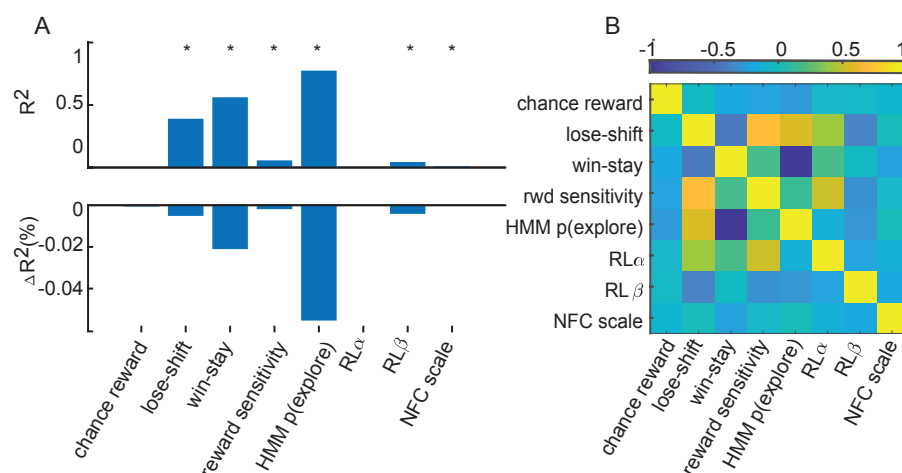 A
* * * * * *
1
0.5
0
R²
0
-0.02
-0.04
ΔR²(%)
chance reward
lose-shift
win-stay
reward sensitivity
HMM p(explore)
RLα
RLβ
NFC scale
B
-1 -0.5 0 0.5 1
chance reward
lose-shift
win-stay
rwd sensitivity
HMM p(explore)
RLα
RL β
NFC scale
chance reward
lose-shift
win-stay
reward sensitivity
HMM p(explore)
RLα
RLβ
NFC scale